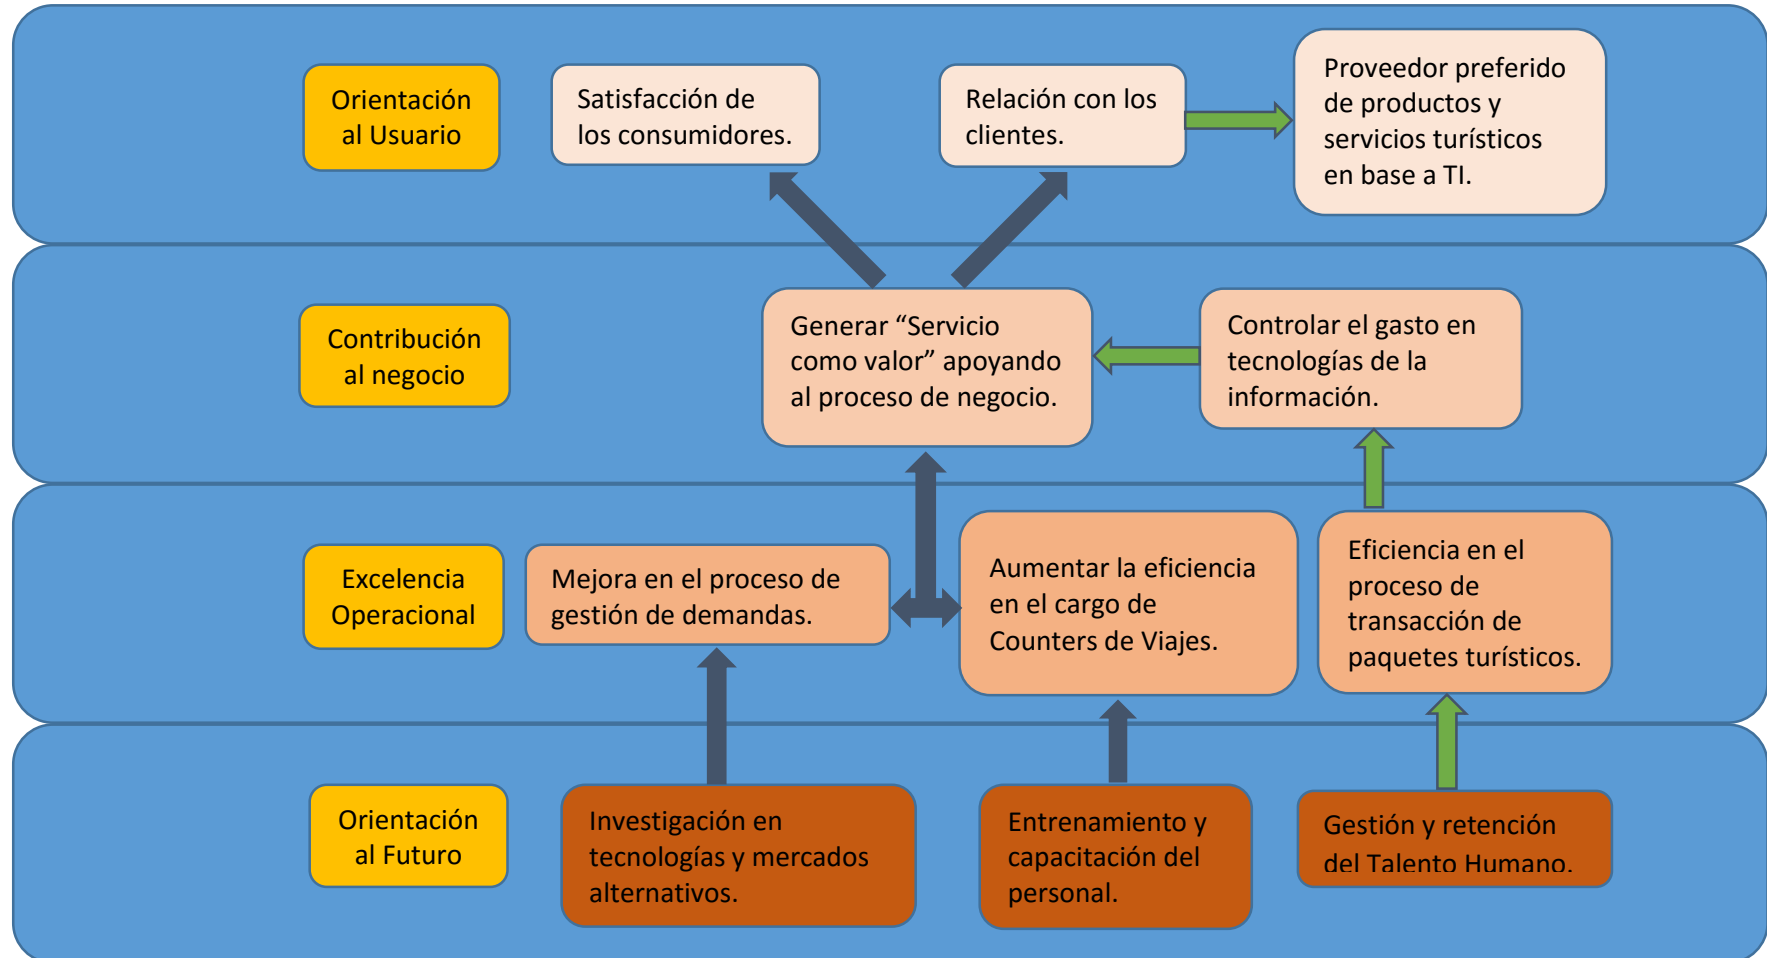 Orientación
al Usuario
Satisfacción de
los consumidores.
Relación con los
clientes.
Proveedor preferido
de productos y
servicios turísticos
en base a TI.
Contribución
al negocio
Generar “Servicio
como valor” apoyando
al proceso de negocio.
Controlar el gasto en
tecnologías de la
información.
Excelencia
Operacional
Mejora en el proceso de
gestión de demandas.
Aumentar la eficiencia
en el cargo de
Counters de Viajes.
Eficiencia en el
proceso de
transacción de
paquetes turísticos.
Orientación
al Futuro
Investigación en
tecnologías y mercados
alternativos.
Entrenamiento y
capacitación del
personal.
Gestión y retención
del Talento Humano.